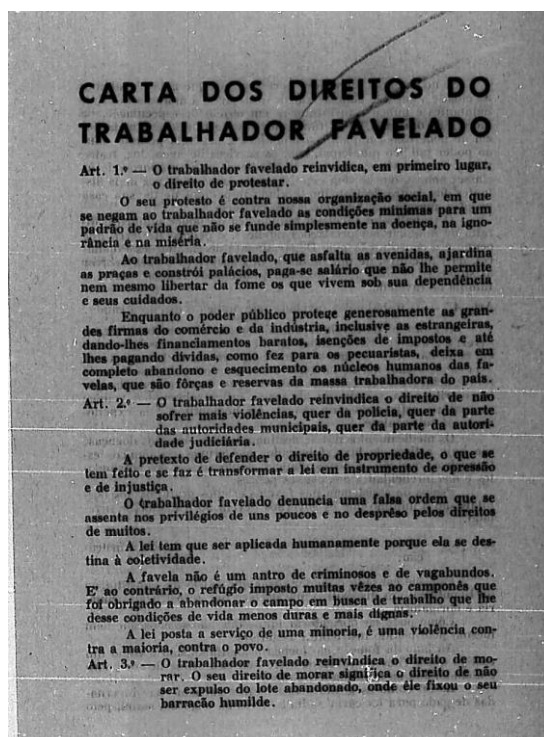 CARTA DOS DIREITOS DO
TRABALHADOR FAVELADO
Art. 1.º — O trabalhador favelado reinvidica, em primeiro lugar,
o direito de protestar.
O seu protesto é contra nossa organização social, em que
se negam ao trabalhador favelado as condições mínimas para um
padrão de vida que não se funde simplesmente na doença, na igno-
rância e na miséria.
Ao trabalhador favelado, que asfalta as avenidas, ajardina
as praças e constrói palácios, paga-se salário que não lhe permite
nem mesmo libertar da fome os que vivem sob sua dependência
e seus cuidados.
Enquanto o poder público protege generosamente as gran-
des firmas do comércio e da indústria, inclusive as estrangeiras,
dando-lhes financiamentos baratos, isenções de impostos e até
lhes pagando dívidas, como fez para os pecuaristas, deixa em
completo abandono e esquecimento os núcleos humanos das fa-
velas, que são fôrças e reservas da massa trabalhadora do país.
Art. 2.º — O trabalhador favelado reinvindica o direito de não
sofrer mais violências, quer da polícia, quer da parte
das autoridades municipais, quer da parte da autori-
dade judiciária.
A pretexto de defender o direito de propriedade, o que se
tem feito e se faz é transformar a lei em instrumento de opressão
e de injustiça.
O trabalhador favelado denuncia uma falsa ordem que se
assenta nos privilégios de uns poucos e no desprêso pelos direitos
de muitos.
A lei tem que ser aplicada humanamente porque ela se des-
tina à coletividade.
A favela não é um antro de criminosos e de vagabundos.
E' ao contrário, o refúgio imposto muitas vêzes ao camponês que
foi obrigado a abandonar o campo em busca de trabalho que lhe
desse condições de vida menos duras e mais dignas.
A lei posta a serviço de uma minoria, é uma violência con-
tra a maioria, contra o povo.
Art. 3.º — O trabalhador favelado reinvindica o direito de mo-
rar. O seu direito de morar significa o direito de não
ser expulso do lote abandonado, onde êle fixou o seu
barracão humilde.